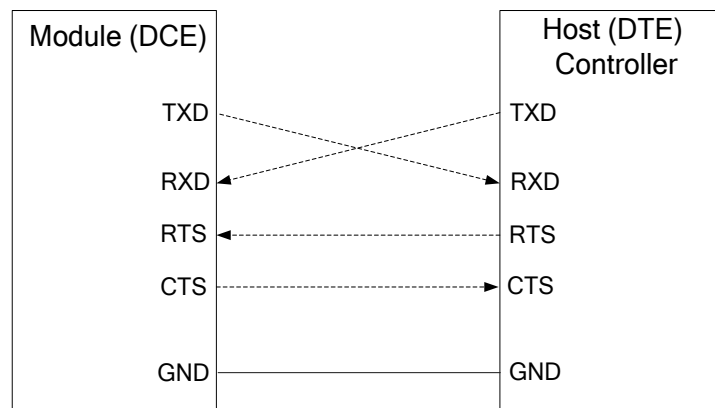 Module (DCE)
TXD
RXD
RTS
CTS
GND
Host (DTE)
Controller
TXD
RXD
RTS
CTS
GND